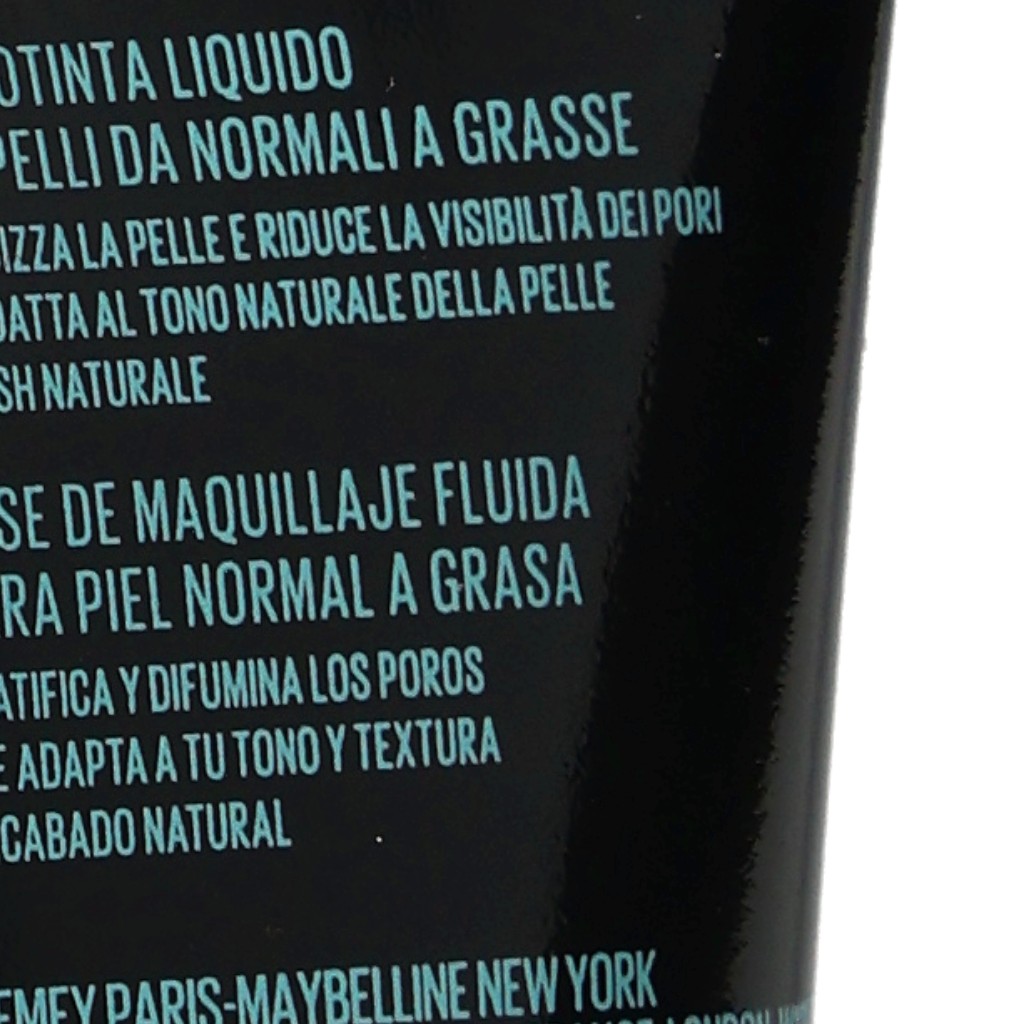 OTINTA LIQUIDO
PELLI DA NORMALI A GRASSE
IZZA LA PELLE E RIDUCE LA VISIBILITÀ DEI PORI
DATTA AL TONO NATURALE DELLA PELLE
SH NATURALE
SE DE MAQUILLAJE FLUIDA
RA PIEL NORMAL A GRASA
ATIFICA Y DIFUMINA LOS POROS
E ADAPTA A TU TONO Y TEXTURA
CABADO NATURAL
EMEY PARIS-MAYBELLINE NEW YORK
LONDON